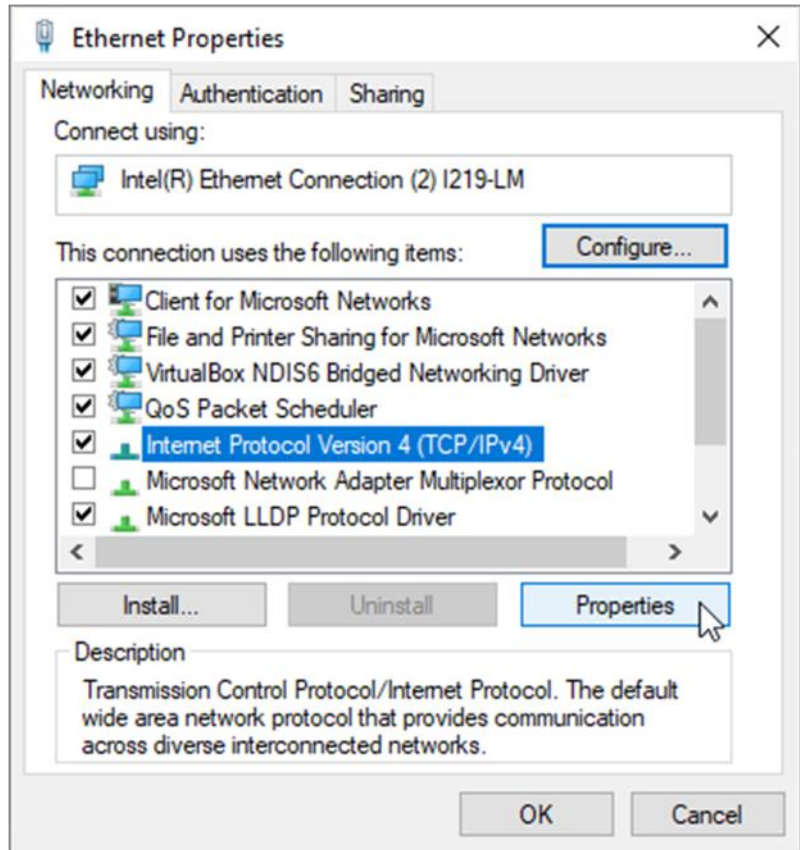 Ethernet Properties
Networking Authentication Sharing
Connect using:
Intel(R) Ethernet Connection (2) I219-LM
This connection uses the following items:
Configure...
Client for Microsoft Networks
File and Printer Sharing for Microsoft Networks
VirtualBox NDIS6 Bridged Networking Driver
QoS Packet Scheduler
Internet Protocol Version 4 (TCP/IPv4)
Microsoft Network Adapter Multiplexor Protocol
Microsoft LLDP Protocol Driver
Install... Uninstall Properties
Description
Transmission Control Protocol/Internet Protocol. The default
wide area network protocol that provides communication
across diverse interconnected networks.
OK Cancel